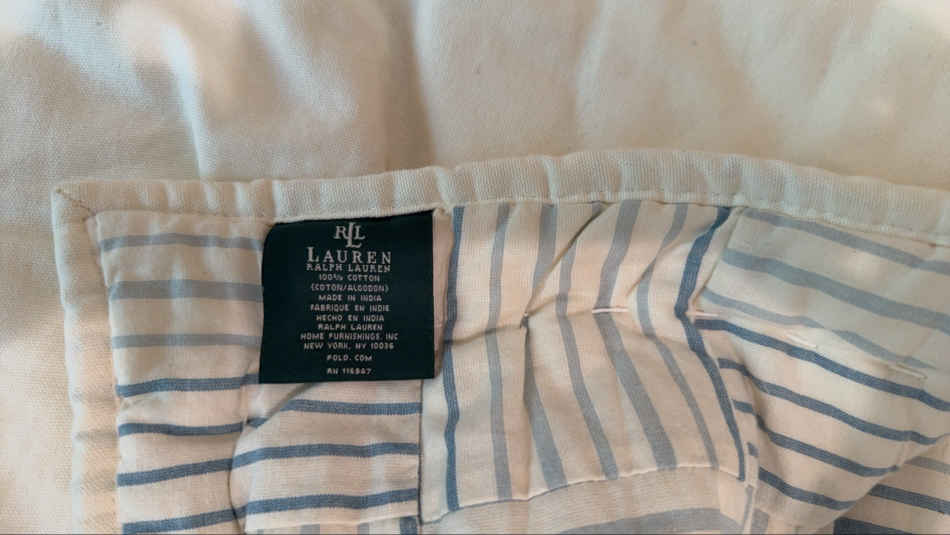 RLL
LAUREN
RALPH LAUREN
100% COTTON
(COTON/ALGODON)
MADE IN INDIA
FABRIQUE EN INDIE
HECHO EN INDIA
RALPH LAUREN
HOME FURNISHINGS, INC
NEW YORK, NY 10036
POLO.COM
RN 116847